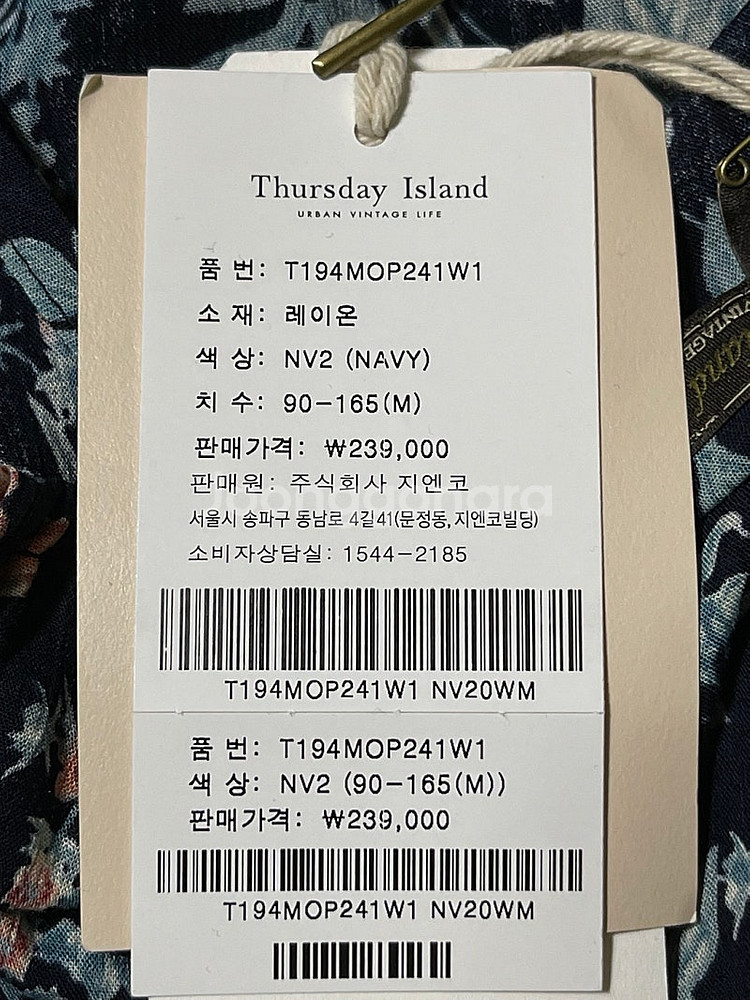 Thursday Island
URBAN VINTAGE LIFE
품 번: T194MOP241W1
소 재: 레이온
색 상: NV2 (NAVY)
치 수: 90-165(M)
판매가격: ₩239,000
판매원: 주식회사 지엔코
서울시 송파구 동남로 4길41(문정동, 지엔코빌딩)
소비자상담실: 1544-2185
T194MOP241W1 NV20WM
품 번: T194MOP241W1
색 상: NV2 (90-165(M))
판매가격: ₩239,000
T194MOP241W1 NV20WM
VINTAGE